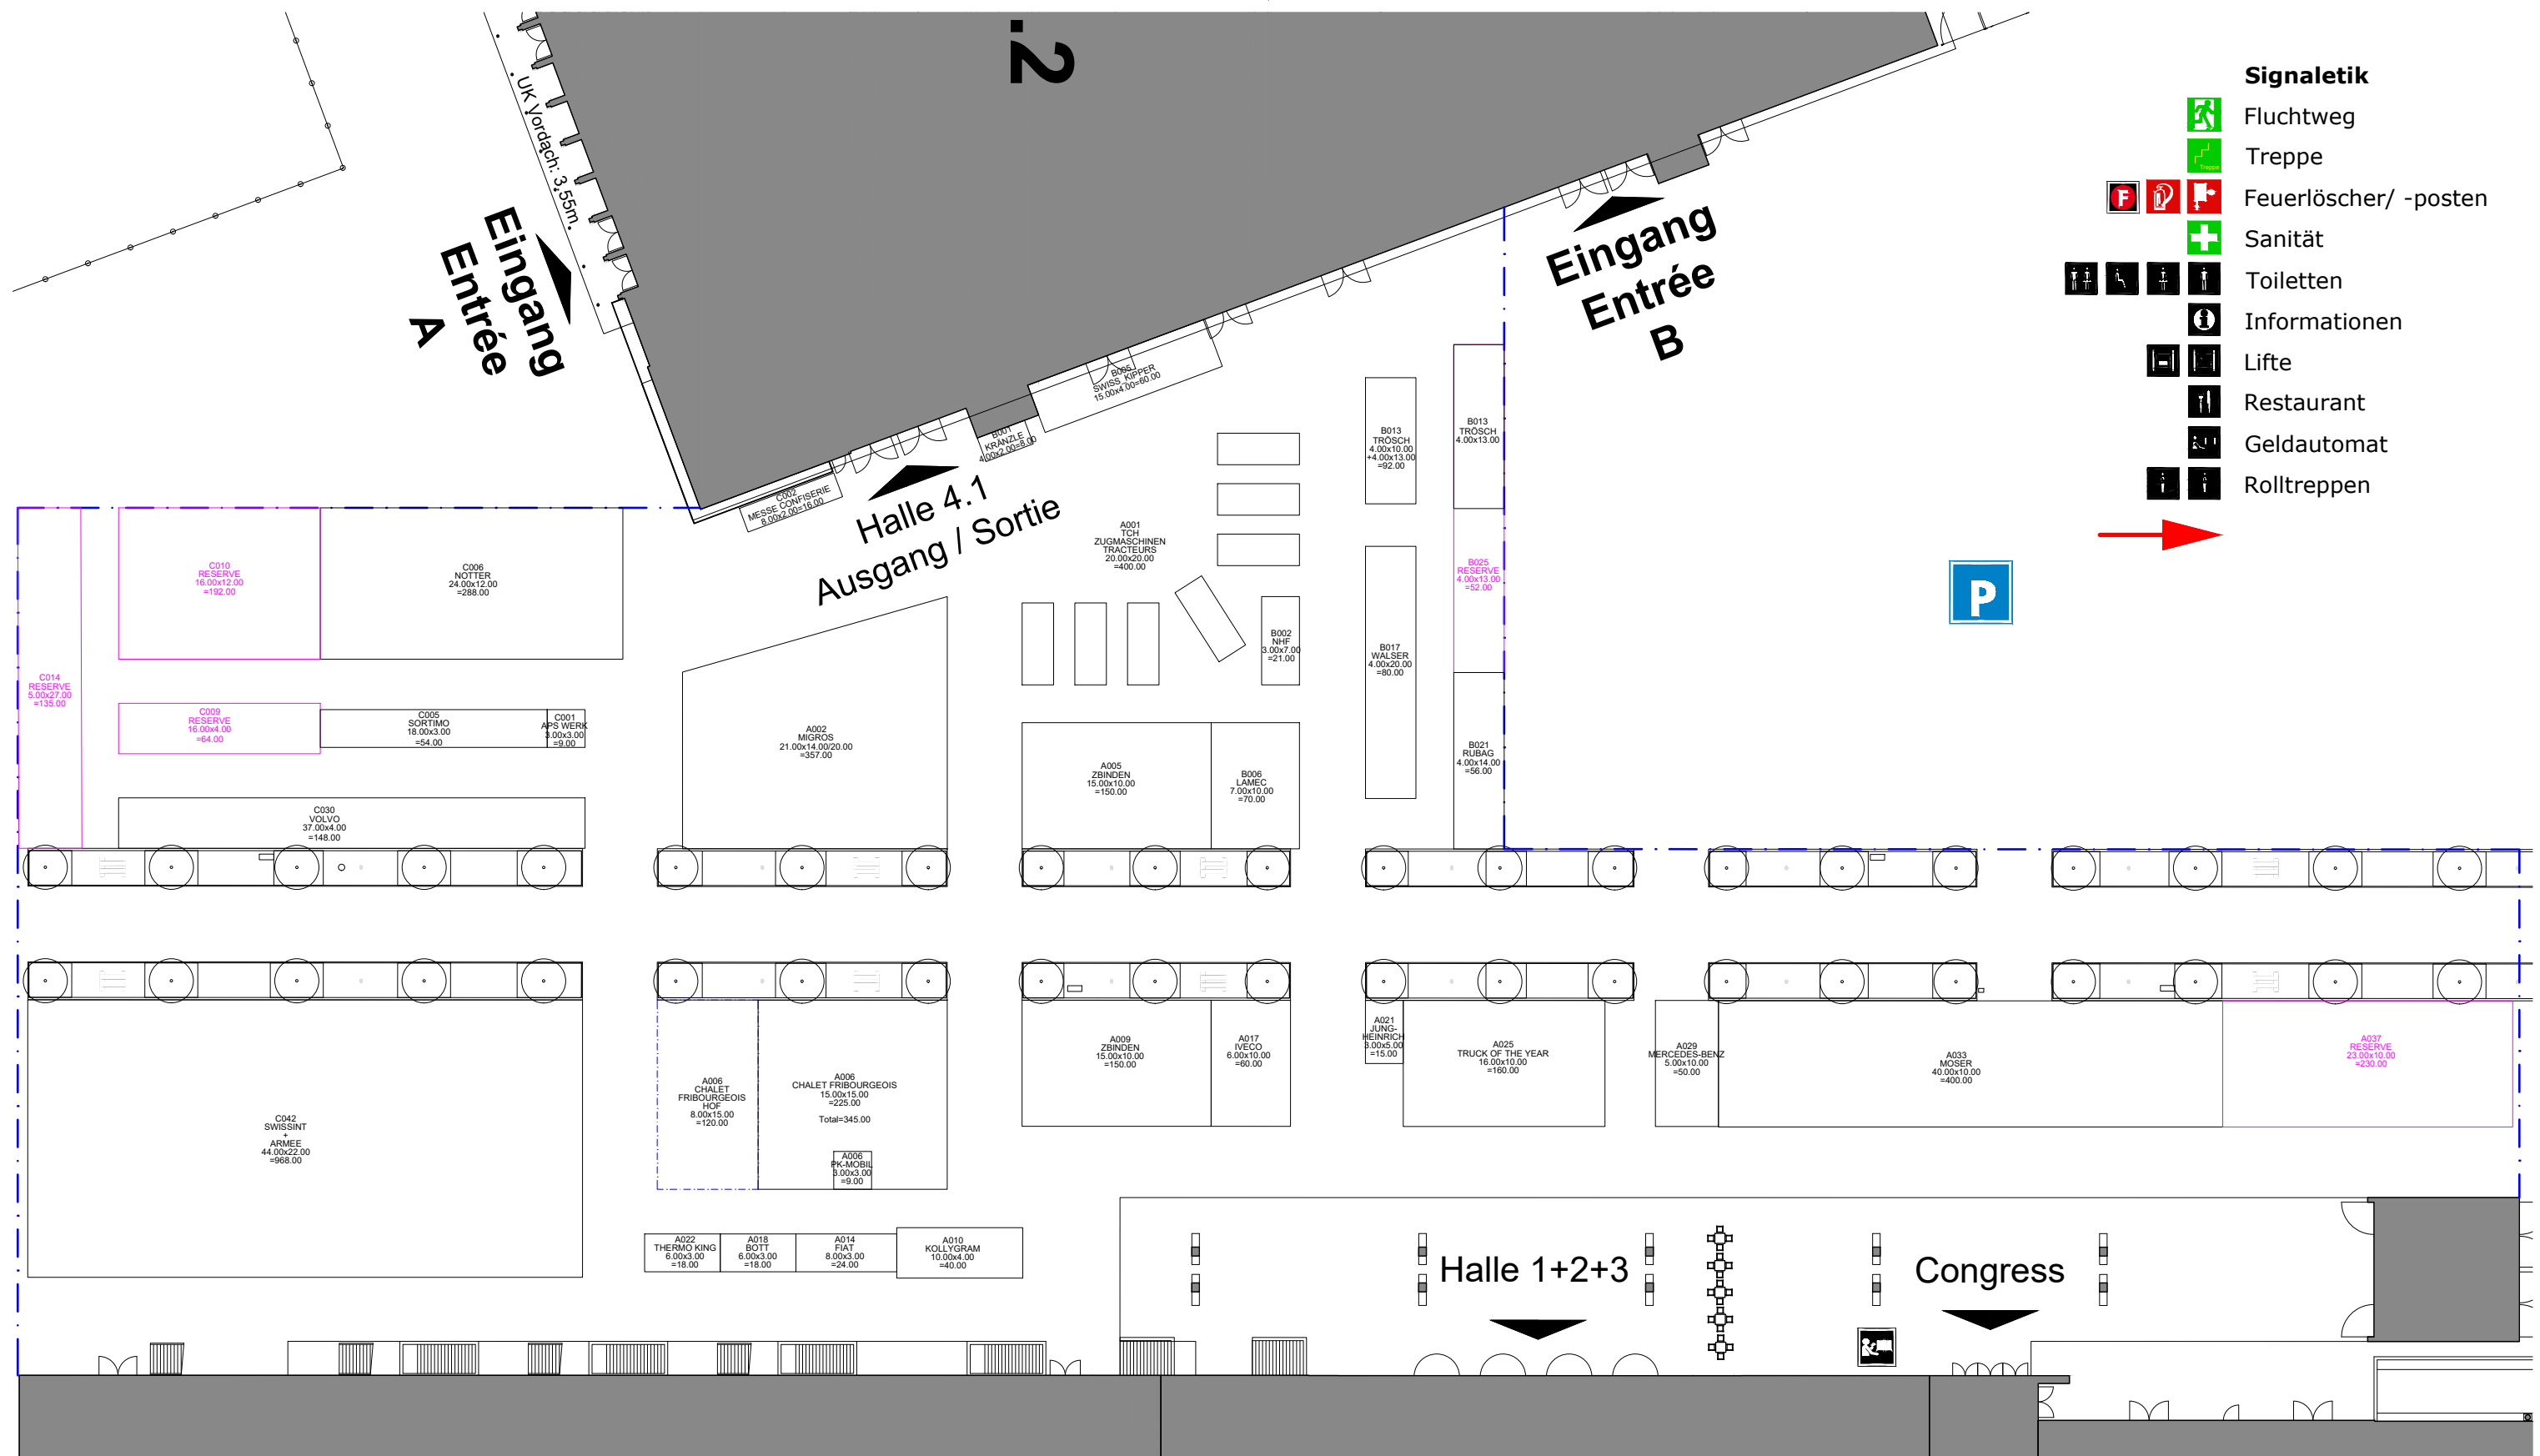 .2
UK Vordach: 3.55m
Eingang
Entrée
A
Eingang
Entrée
B
Signaletik
Fluchtweg
Treppe
Treppe
F
Feuerlöscher/ -posten
Sanität
Toiletten
Informationen
Lifte
Restaurant
Geldautomat
Rolltreppen
P
B005
SWISS KIPPER
15.00x4.00=60.00
B001
KRÄNZLE
4.00x2.00=8.00
C002
MESSE CONFISERIE
8.00x2.00=16.00
Halle 4.1
Ausgang / Sortie
B013
TRÖSCH
4.00x10.00
+4.00x13.00
=92.00
B013
TRÖSCH
4.00x13.00
A001
TCH
ZUGMASCHINEN
TRACTEURS
20.00x20.00
=400.00
C010
RESERVE
16.00x12.00
=192.00
C006
NOTTER
24.00x12.00
=288.00
B025
RESERVE
4.00x13.00
=52.00
B002
NHF
3.00x7.00
=21.00
B017
WALSER
4.00x20.00
=80.00
C014
RESERVE
5.00x27.00
=135.00
C009
RESERVE
16.00x4.00
=64.00
C005
SORTIMO
18.00x3.00
=54.00
C001
APS WERK
3.00x3.00
=9.00
A002
MIGROS
21.00x14.00/20.00
=357.00
A005
ZBINDEN
15.00x10.00
=150.00
B006
LAMEC
7.00x10.00
=70.00
B021
RUBAG
4.00x14.00
=56.00
C030
VOLVO
37.00x4.00
=148.00
C042
SWISSINT
+
ARMEE
44.00x22.00
=968.00
A006
CHALET
FRIBOURGEOIS
HOF
8.00x15.00
=120.00
A006
CHALET FRIBOURGEOIS
15.00x15.00
=225.00
Total=345.00
A006
PK-MOBIL
3.00x3.00
=9.00
A009
ZBINDEN
15.00x10.00
=150.00
A017
IVECO
6.00x10.00
=60.00
A021
JUNG-
HEINRICH
3.00x5.00
=15.00
A025
TRUCK OF THE YEAR
16.00x10.00
=160.00
A029
MERCEDES-BENZ
5.00x10.00
=50.00
A033
MOSER
40.00x10.00
=400.00
A037
RESERVE
23.00x10.00
=230.00
A022
THERMO KING
6.00x3.00
=18.00
A018
BOTT
6.00x3.00
=18.00
A014
FIAT
8.00x3.00
=24.00
A010
KOLLYGRAM
10.00x4.00
=40.00
Halle 1+2+3
Congress